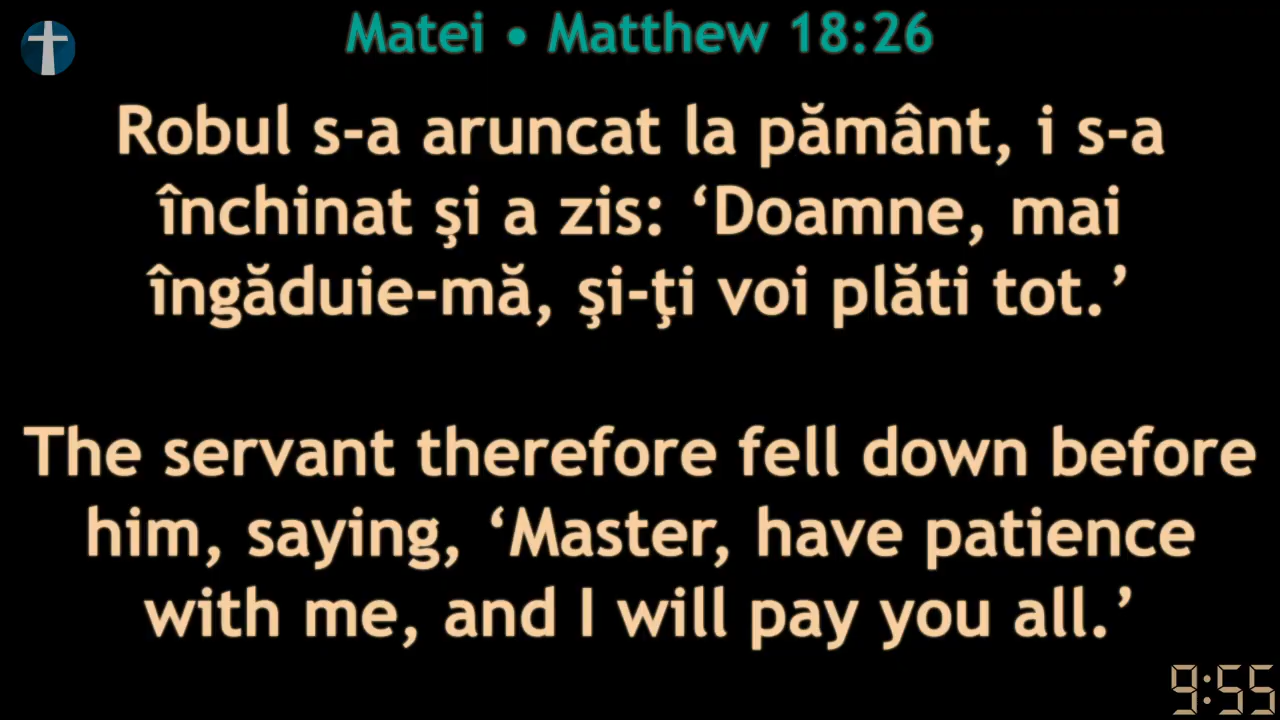 Matei • Matthew 18:26
Robul s-a aruncat la pământ, i s-a
închinat şi a zis: ‘Doamne, mai
îngăduie-mă, şi-ţi voi plăti tot.’
The servant therefore fell down before
him, saying, ‘Master, have patience
with me, and I will pay you all.’
9:55